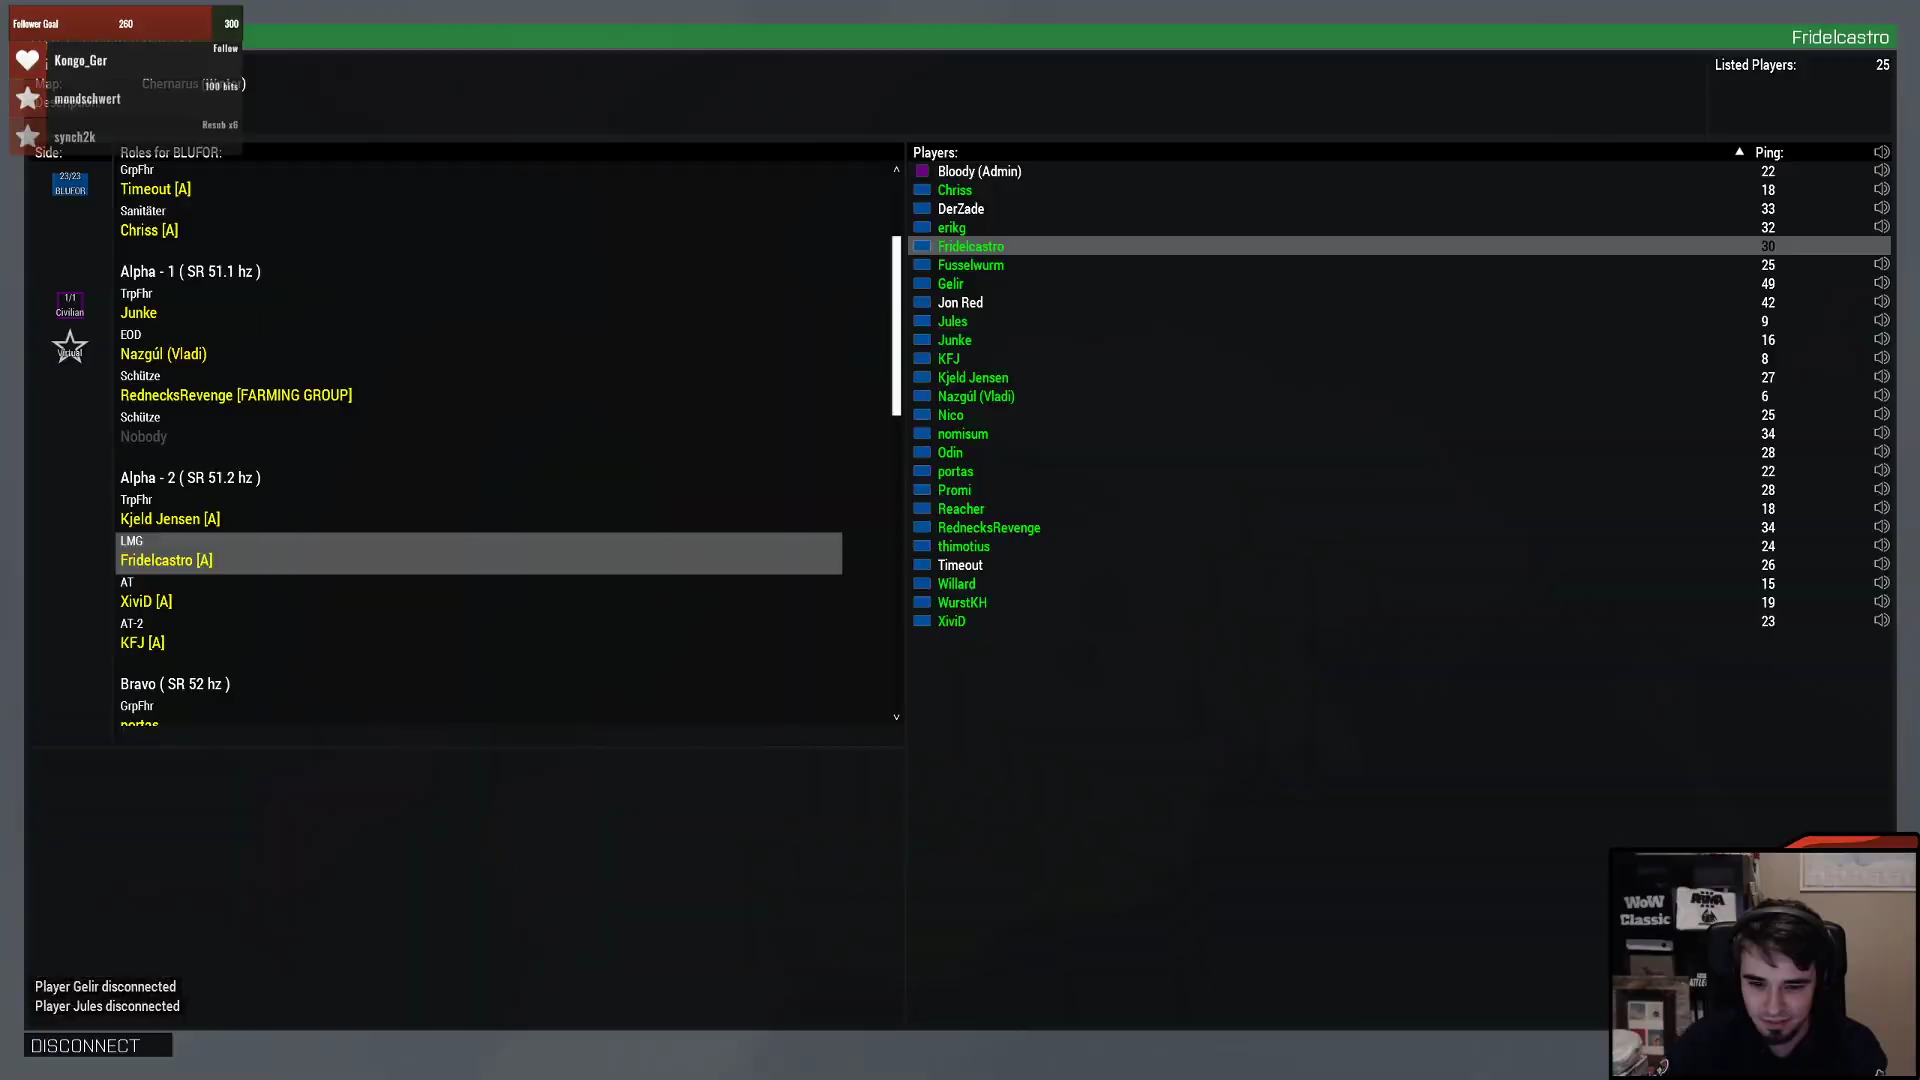 Follower Goal 260 300
Follow
Kongo_Ger
Map: Chernarus
100 bits
mondschwert
Resub x6
synch2k
Fridelcastro
Listed Players: 25
Side:
23/23
BLUFOR
1/1
Civilian
Virtual
Roles for BLUFOR:
GrpFhr
Timeout [A]
Sanitäter
Chriss [A]
Alpha - 1 ( SR 51.1 hz )
TrpFhr
Junke
EOD
Nazgúl (Vladi)
Schütze
RednecksRevenge [FARMING GROUP]
Schütze
Nobody
Alpha - 2 ( SR 51.2 hz )
TrpFhr
Kjeld Jensen [A]
LMG
Fridelcastro [A]
AT
XiviD [A]
AT-2
KFJ [A]
Bravo ( SR 52 hz )
GrpFhr
portas
Players: Ping:
Bloody (Admin) 22
Chriss 18
DerZade 33
erikg 32
Fridelcastro 30
Fusselwurm 25
Gelir 49
Jon Red 42
Jules 9
Junke 16
KFJ 8
Kjeld Jensen 27
Nazgúl (Vladi) 6
Nico 25
nomisum 34
Odin 28
portas 22
Promi 28
Reacher 18
RednecksRevenge 34
thimotius 24
Timeout 26
Willard 15
WurstKH 19
XiviD 23
Player Gelir disconnected
Player Jules disconnected
DISCONNECT
WoW
Classic
ARMA